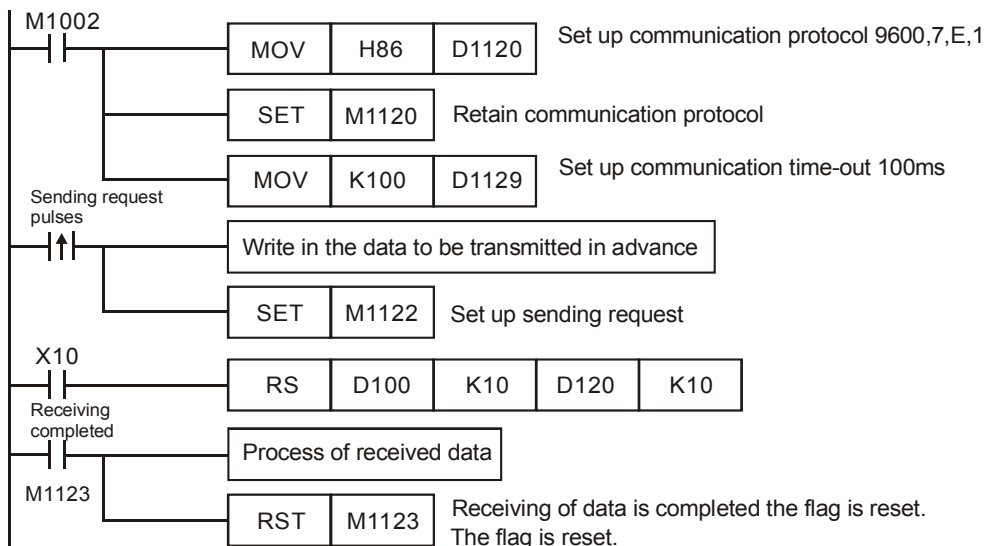 M1002
MOV H86 D1120 Set up communication protocol 9600,7,E,1
SET M1120 Retain communication protocol
MOV K100 D1129 Set up communication time-out 100ms
Sending request
pulses
Write in the data to be transmitted in advance
SET M1122 Set up sending request
X10
RS D100 K10 D120 K10
Receiving
completed
Process of received data
M1123
RST M1123 Receiving of data is completed the flag is reset.
The flag is reset.